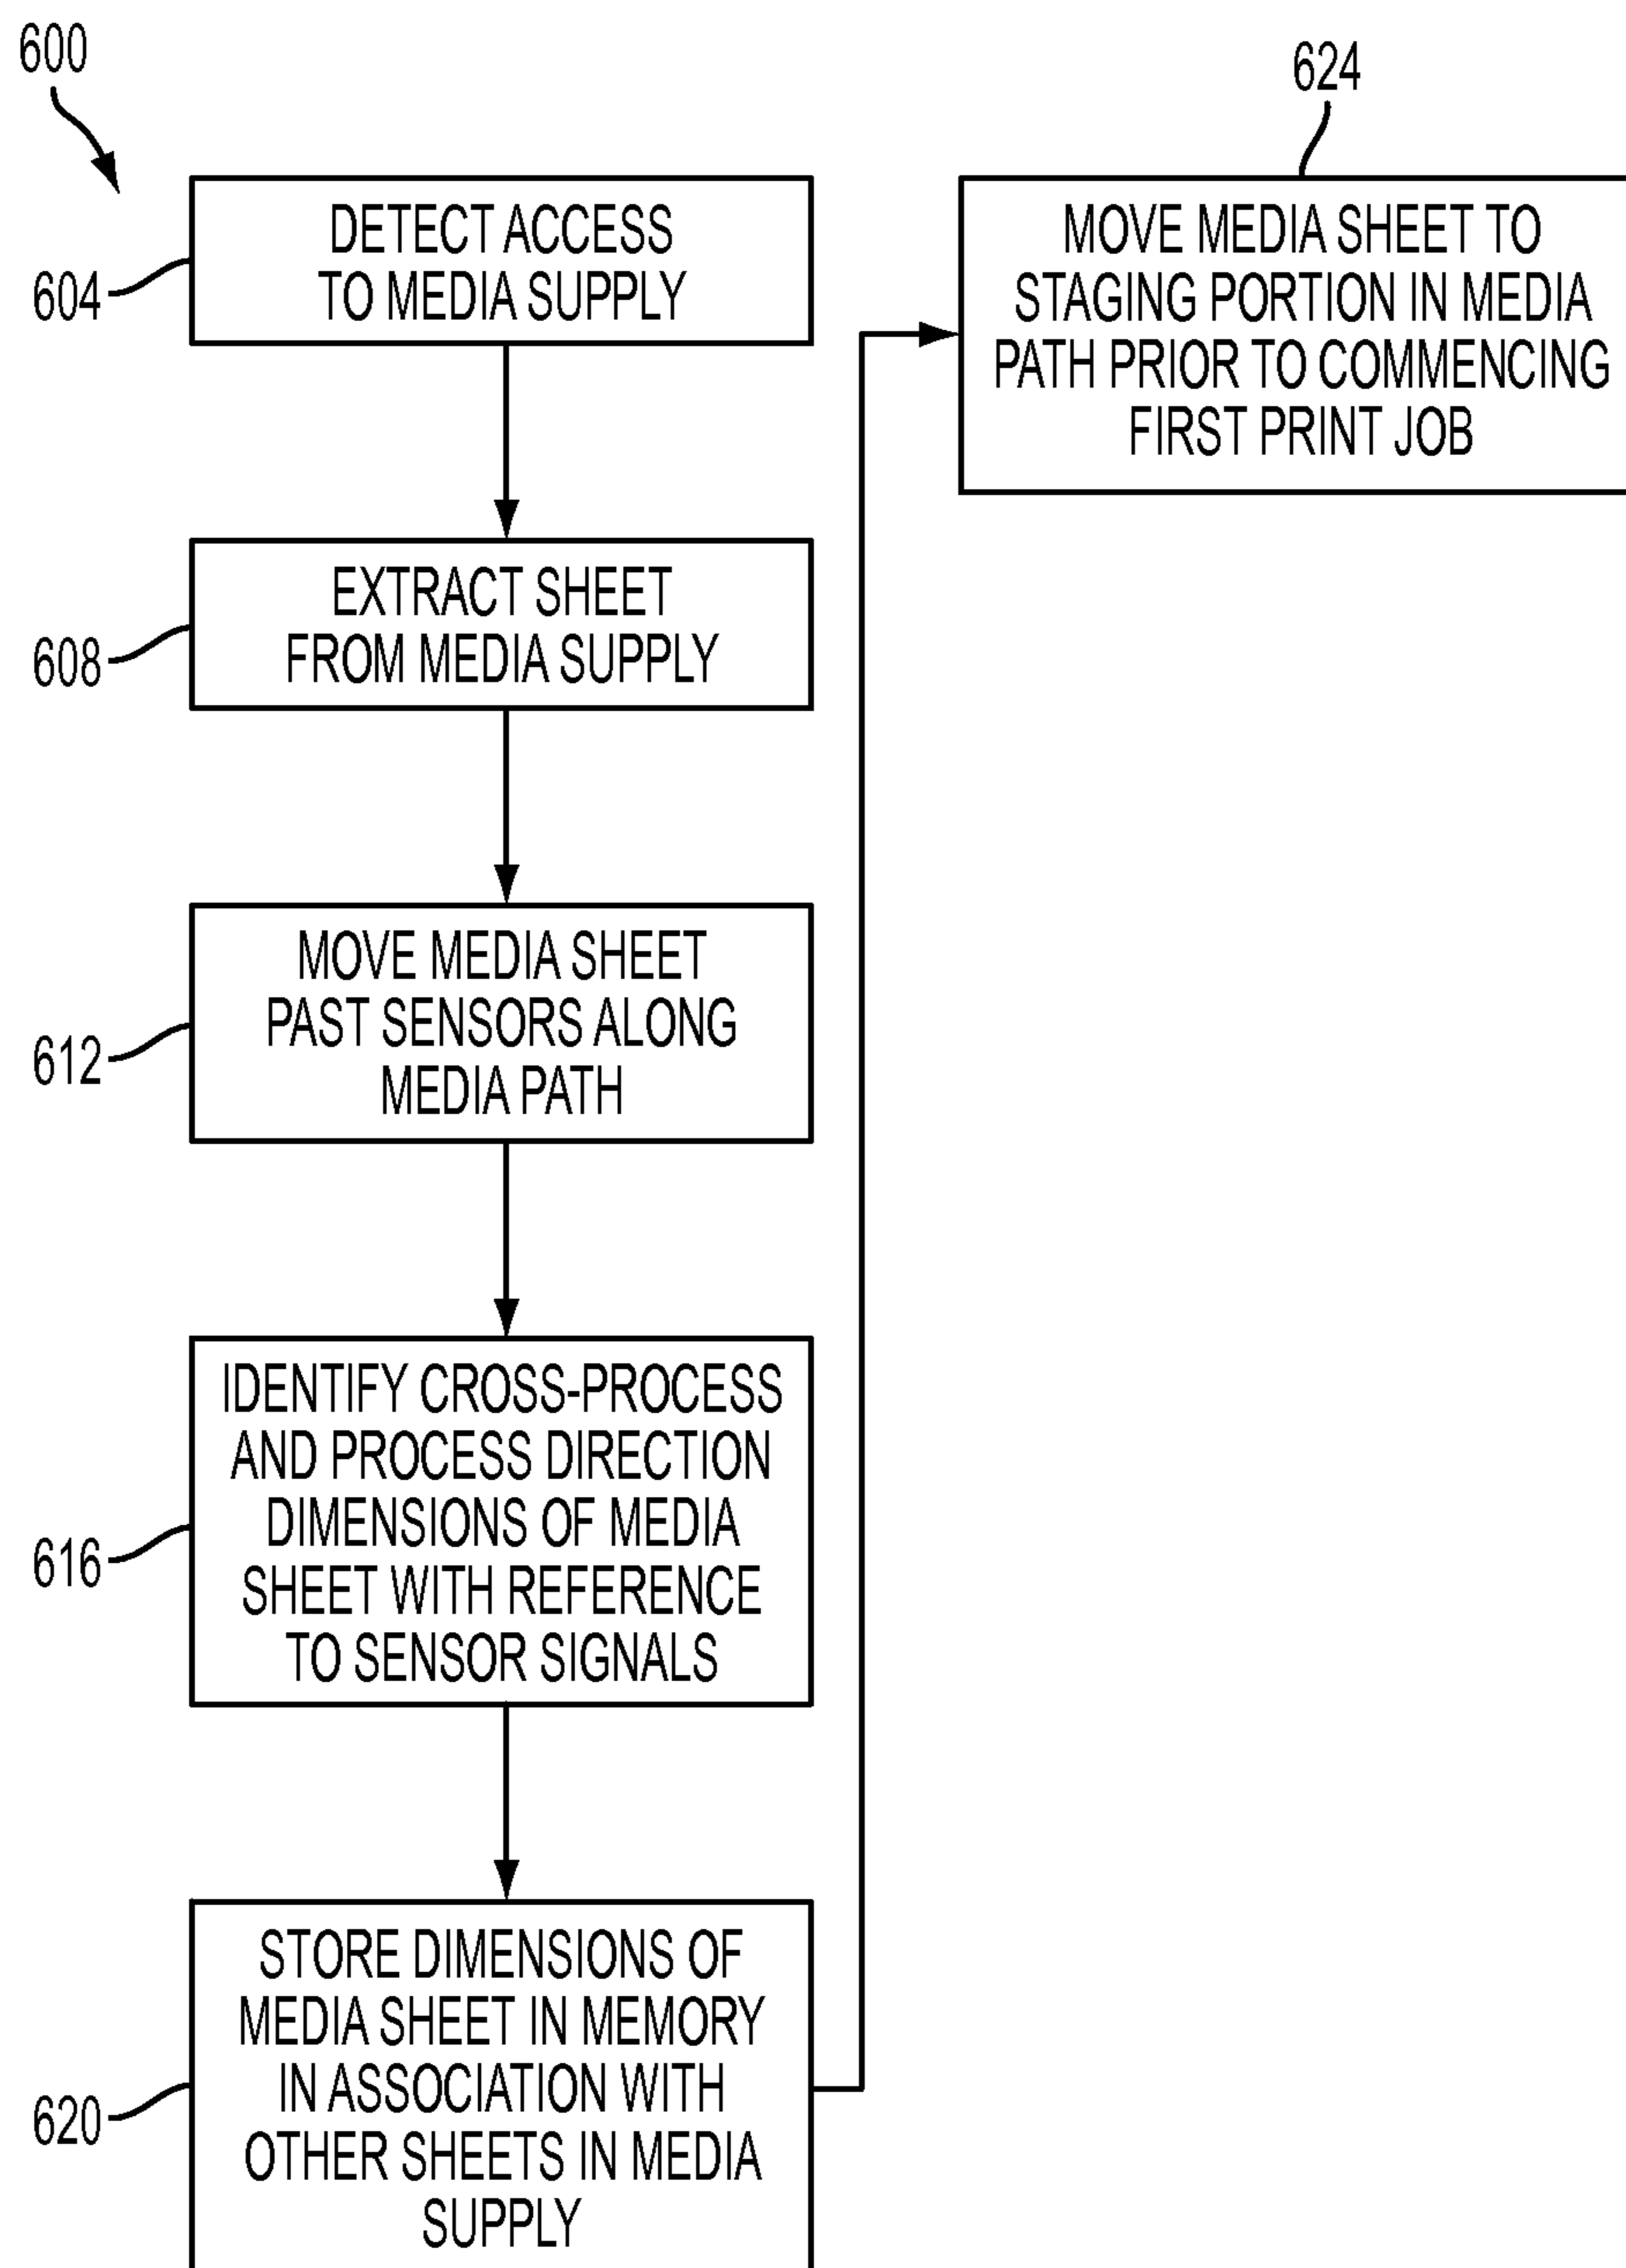 600
604
DETECT ACCESS
TO MEDIA SUPPLY
608
EXTRACT SHEET
FROM MEDIA SUPPLY
612
MOVE MEDIA SHEET
PAST SENSORS ALONG
MEDIA PATH
616
IDENTIFY CROSS-PROCESS
AND PROCESS DIRECTION
DIMENSIONS OF MEDIA
SHEET WITH REFERENCE
TO SENSOR SIGNALS
620
STORE DIMENSIONS OF
MEDIA SHEET IN MEMORY
IN ASSOCIATION WITH
OTHER SHEETS IN MEDIA
SUPPLY
624
MOVE MEDIA SHEET TO
STAGING PORTION IN MEDIA
PATH PRIOR TO COMMENCING
FIRST PRINT JOB